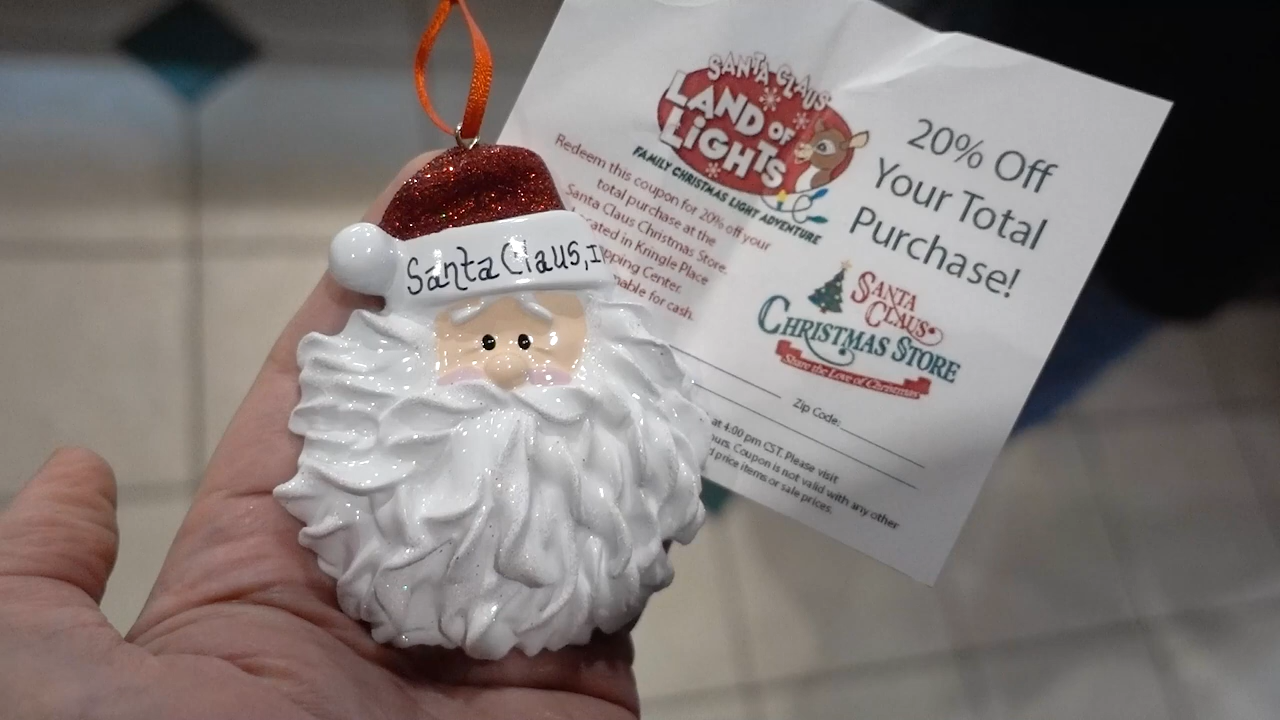 Santa Claus, I
SANTA CLAUS
LAND OF
LIGHTS
FAMILY CHRISTMAS LIGHT ADVENTURE
20% Off
Your Total
Purchase!
Redeem this coupon for 20% off your
total purchase at the
Santa Claus Christmas Store.
located in Kringle Place
Center.
for cash.
SANTA
CLAUS
CHRISTMAS STORE
Share the Love of Christmas
Zip Code:
at 4:00 pm CST. Please visit
Coupon is not valid with any other
price items or sale prices.